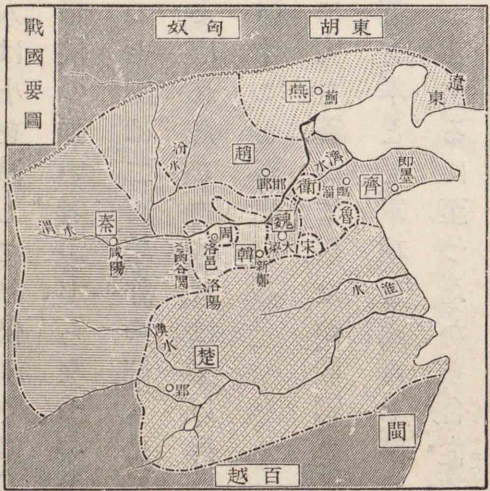 戰國要圖
東胡
匈奴
遼東
燕
薊
趙
汾水
邯鄲
濟水
衛
臨淄
齊
即墨
魯
魏
大梁
宋
秦
渭水
咸陽
函谷關
周
洛邑
洛陽
韓
新鄭
淮水
漢水
楚
郢
閩
百越